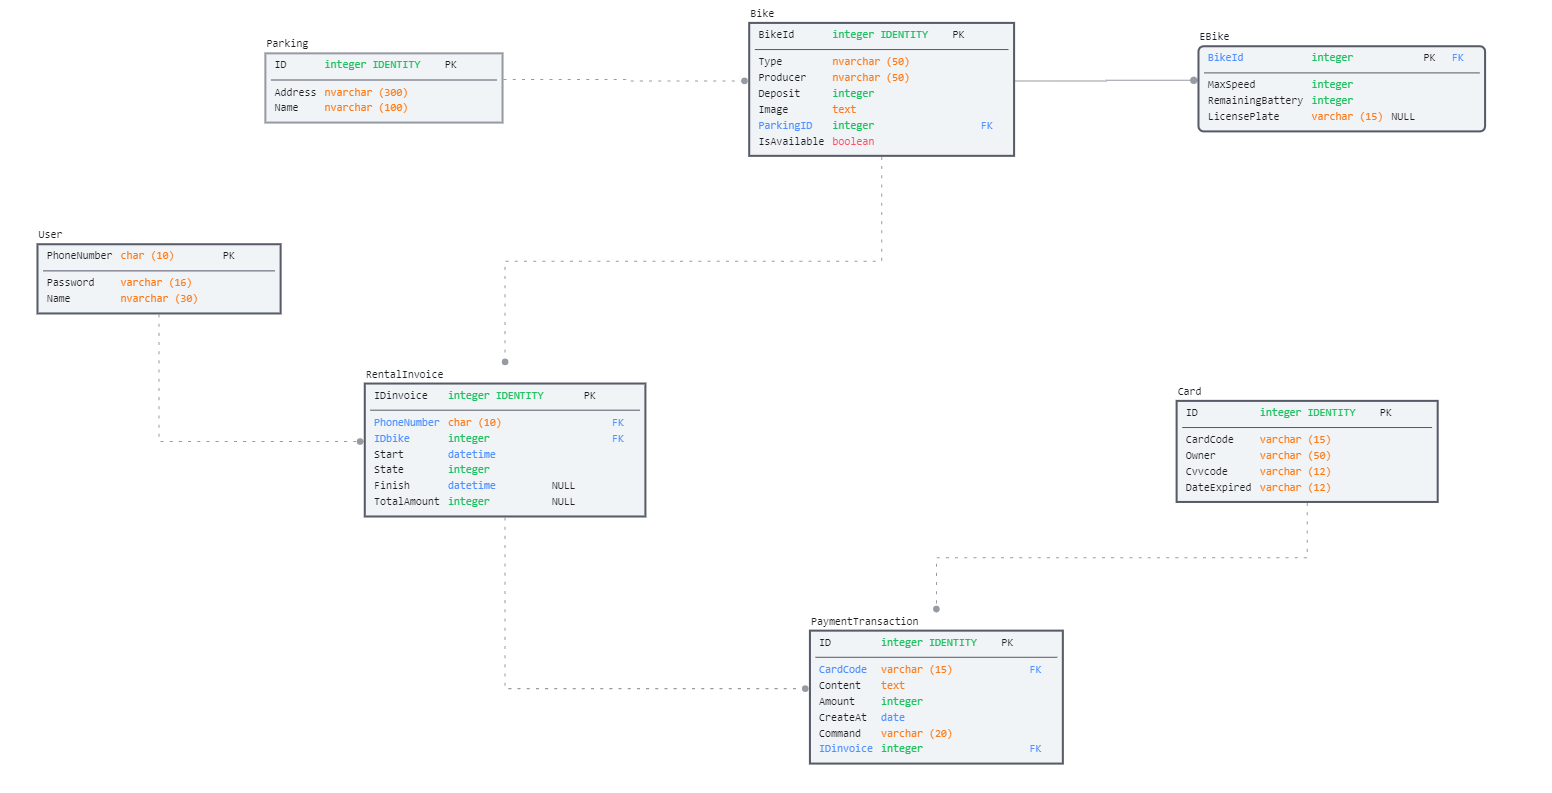 Parking
ID integer IDENTITY PK
Address nvarchar (300)
Name nvarchar (100)
Bike
BikeId integer IDENTITY PK
Type nvarchar (50)
Producer nvarchar (50)
Deposit integer
Image text
ParkingID integer FK
IsAvailable boolean
EBike
BikeId integer PK FK
MaxSpeed integer
RemainingBattery integer
LicensePlate varchar (15) NULL
User
PhoneNumber char (10) PK
Password varchar (16)
Name nvarchar (30)
RentalInvoice
IDinvoice integer IDENTITY PK
PhoneNumber char (10) FK
IDbike integer FK
Start datetime
State integer
Finish datetime NULL
TotalAmount integer NULL
Card
ID integer IDENTITY PK
CardCode varchar (15)
Owner varchar (50)
Cvvcode varchar (12)
DateExpired varchar (12)
PaymentTransaction
ID integer IDENTITY PK
CardCode varchar (15) FK
Content text
Amount integer
CreateAt date
Command varchar (20)
IDinvoice integer FK